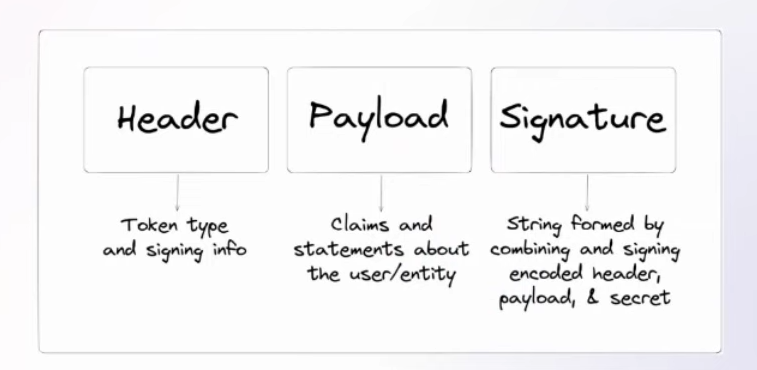 Header
Payload
Signature
Token type
and signing info
Claims and
statements about
the user/entity
String formed by
combining and signing
encoded header,
payload, & secret